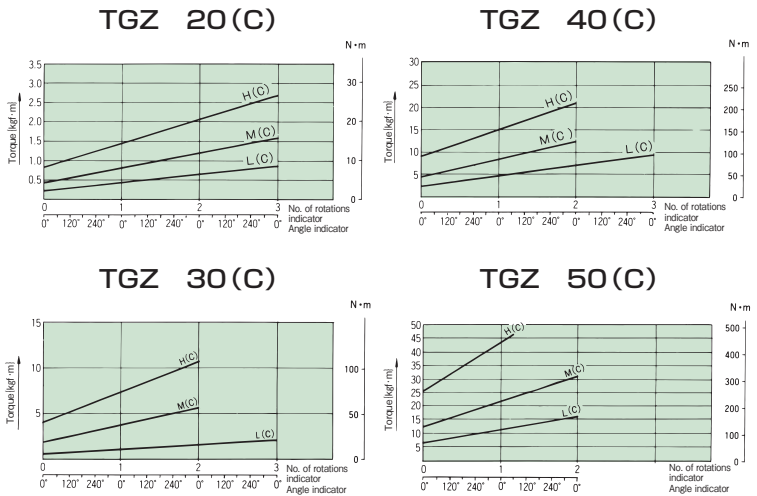 TGZ 20(C)
N・m
Torque[kgf・m]
3.5
3.0
2.5
2.0
1.5
1.0
0.5
30
20
10
0
H(C)
M(C)
L(C)
0 1 2 3
No. of rotations
indicator
0° 120° 240° 0° 120° 240° 0° 120° 240° 0°
Angle indicator
TGZ 40(C)
N・m
Torque[kgf・m]
30
25
20
15
10
5
250
200
150
100
50
0
H(C)
M(C)
L(C)
0 1 2 3
No. of rotations
indicator
0° 120° 240° 0° 120° 240° 0° 120° 240° 0°
Angle indicator
TGZ 30(C)
N・m
Torque[kgf・m]
15
10
5
100
50
0
H(C)
M(C)
L(C)
0 1 2 3
No. of rotations
indicator
0° 120° 240° 0° 120° 240° 0° 120° 240° 0°
Angle indicator
TGZ 50(C)
N・m
Torque[kgf・m]
50
45
40
35
30
25
20
15
10
5
500
400
300
200
100
0
H(C)
M(C)
L(C)
0 1 2
No. of rotations
indicator
0° 120° 240° 0° 120° 240° 0°
Angle indicator